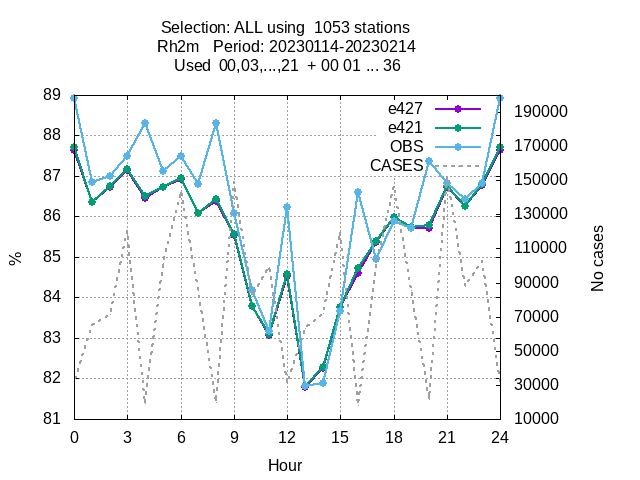 Selection: ALL using  1053 stations
Rh2m   Period: 20230114-20230214
Used  00,03,...,21  + 00 01 ... 36
e427
e421
OBS
CASES
89
88
87
86
85
84
83
82
81
%
190000
170000
150000
130000
110000
90000
70000
50000
30000
10000
No cases
0 3 6 9 12 15 18 21 24
Hour